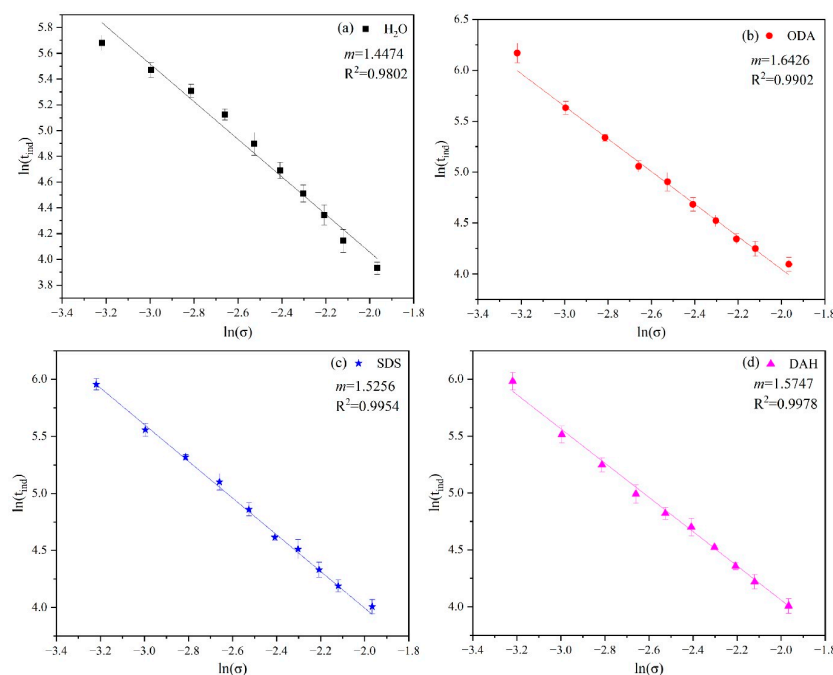 (a) ■ H₂O
m=1.4474
R²=0.9802
ln(t_ind)
5.8
5.6
5.4
5.2
5.0
4.8
4.6
4.4
4.2
4.0
3.8
−3.4 −3.2 −3.0 −2.8 −2.6 −2.4 −2.2 −2.0 −1.8
ln(σ)
(b) ● ODA
m=1.6426
R²=0.9902
ln(t_ind)
6.5
6.0
5.5
5.0
4.5
4.0
−3.4 −3.2 −3.0 −2.8 −2.6 −2.4 −2.2 −2.0 −1.8
ln(σ)
(c) ★ SDS
m=1.5256
R²=0.9954
ln(t_ind)
6.0
5.5
5.0
4.5
4.0
−3.4 −3.2 −3.0 −2.8 −2.6 −2.4 −2.2 −2.0 −1.8
ln(σ)
(d) ▲ DAH
m=1.5747
R²=0.9978
ln(t_ind)
6.0
5.5
5.0
4.5
4.0
−3.4 −3.2 −3.0 −2.8 −2.6 −2.4 −2.2 −2.0 −1.8
ln(σ)